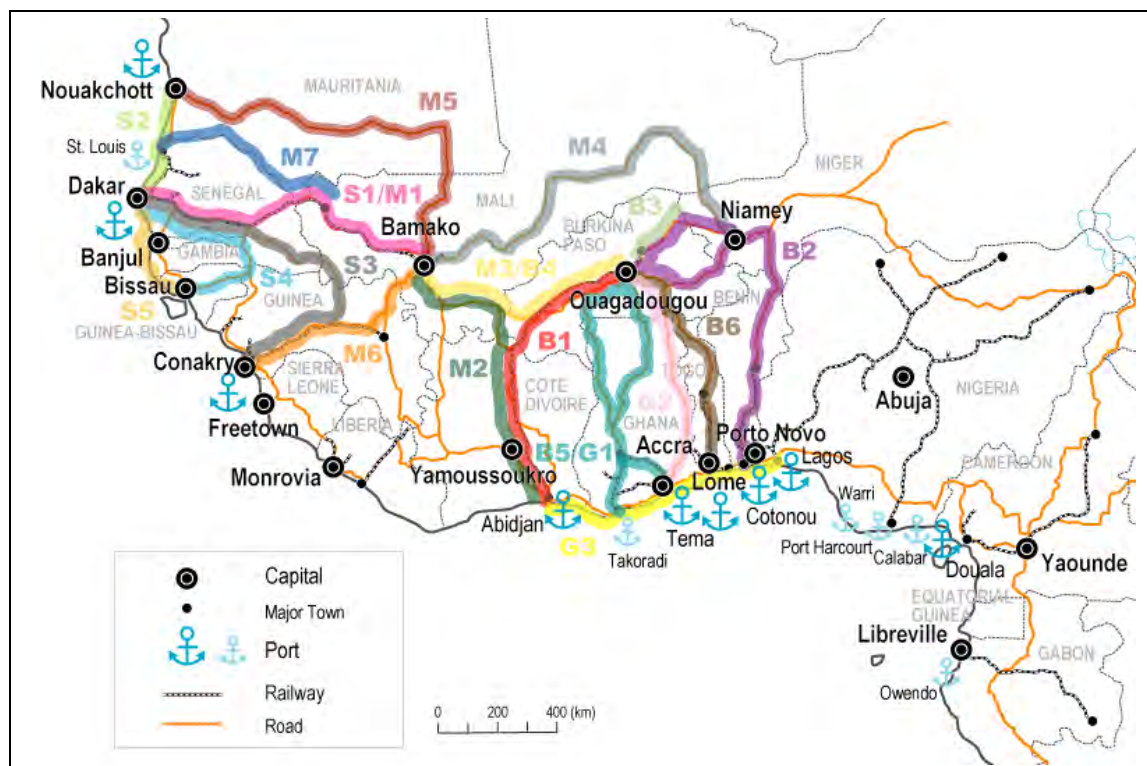 Nouakchott
MAURITANIA
M5
S2
St. Louis
M7
M4
NIGER
Dakar
SENEGAL
S1/M1
MALI
B3
Niamey
BURKINA
FASO
Bamako
Banjul
GAMBIA
S4
S3
M3/B4
B2
Bissau
GUINEA
Ouagadougou
BENIN
S5
GUINEA-BISSAU
B1
B6
Conakry
M6
SIERRA
LEONE
M2
COTE
DIVOIRE
TOGO
NIGERIA
Abuja
G2
GHANA
Freetown
LIBERIA
Accra
Porto Novo
Monrovia
Yamoussoukro
B5/G1
Lome
Lagos
CAMEROON
Abidjan
Tema
Cotonou
Warri
G3
Takoradi
Port Harcourt
Calabar
Douala
Yaounde
EQUATORIAL
GUINEA
Libreville
GABON
Owendo
Capital
Major Town
Port
Railway
Road
0 200 400 (km)